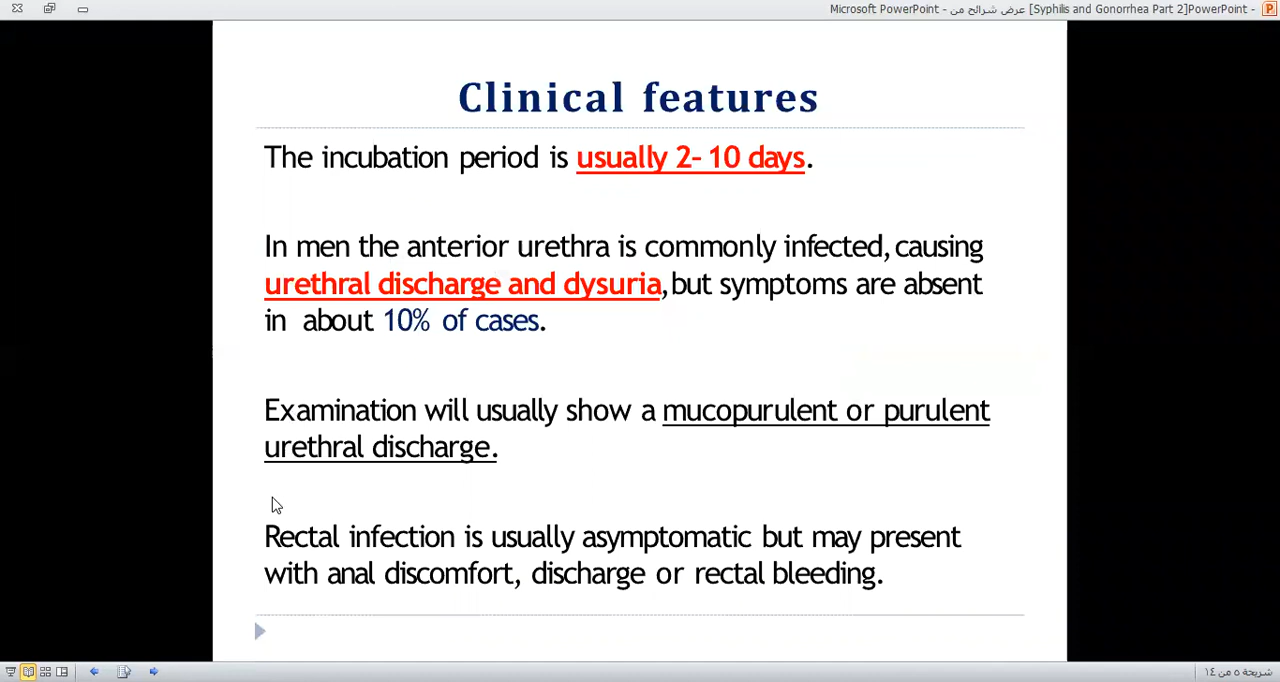 Microsoft PowerPoint - عرض شرائح من [Syphilis and Gonorrhea Part 2]PowerPoint -
Clinical features
The incubation period is usually 2- 10 days.
In men the anterior urethra is commonly infected, causing
urethral discharge and dysuria, but symptoms are absent
in about 10% of cases.
Examination will usually show a mucopurulent or purulent
urethral discharge.
Rectal infection is usually asymptomatic but may present
with anal discomfort, discharge or rectal bleeding.
شريحة ٥ من ١٤